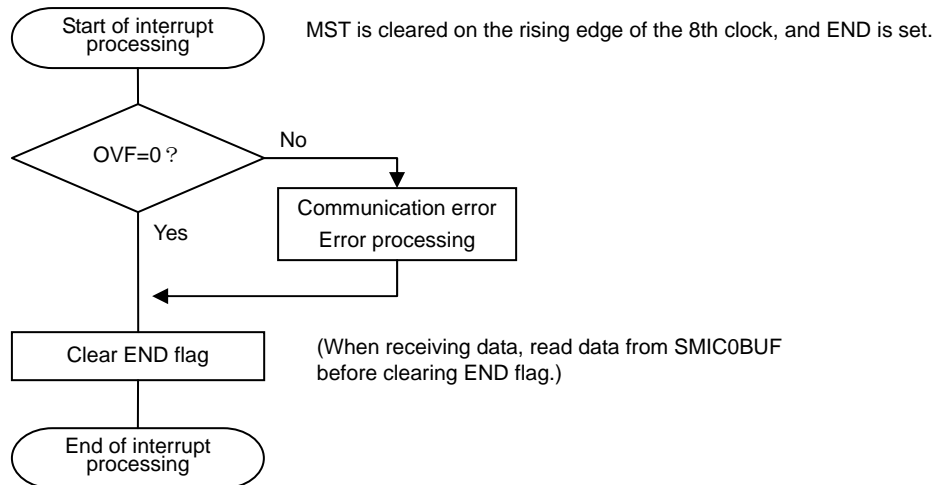 Start of interrupt
processing
MST is cleared on the rising edge of the 8th clock, and END is set.
OVF=0？
No
Communication error
Error processing
Yes
Clear END flag
(When receiving data, read data from SMIC0BUF
before clearing END flag.)
End of interrupt
processing